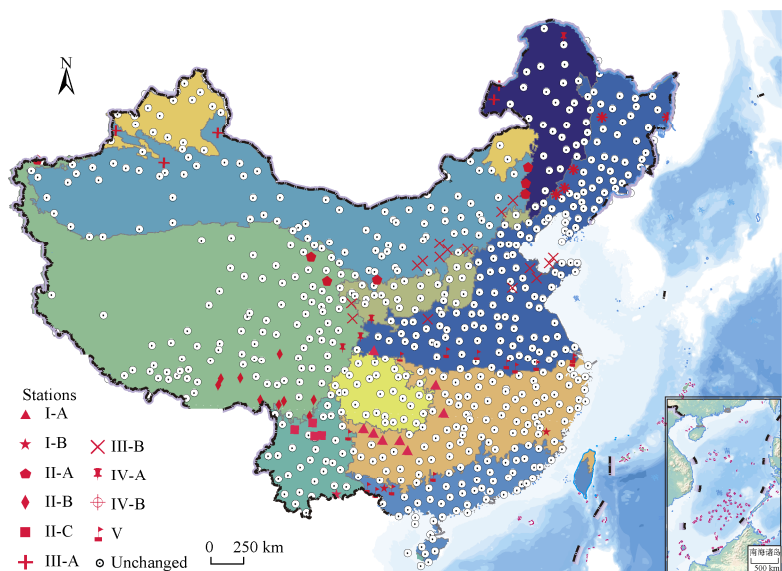 N
Stations
I-A
I-B
II-A
II-B
II-C
III-A
III-B
IV-A
IV-B
V
Unchanged
0 250 km
南海诸岛
500 km